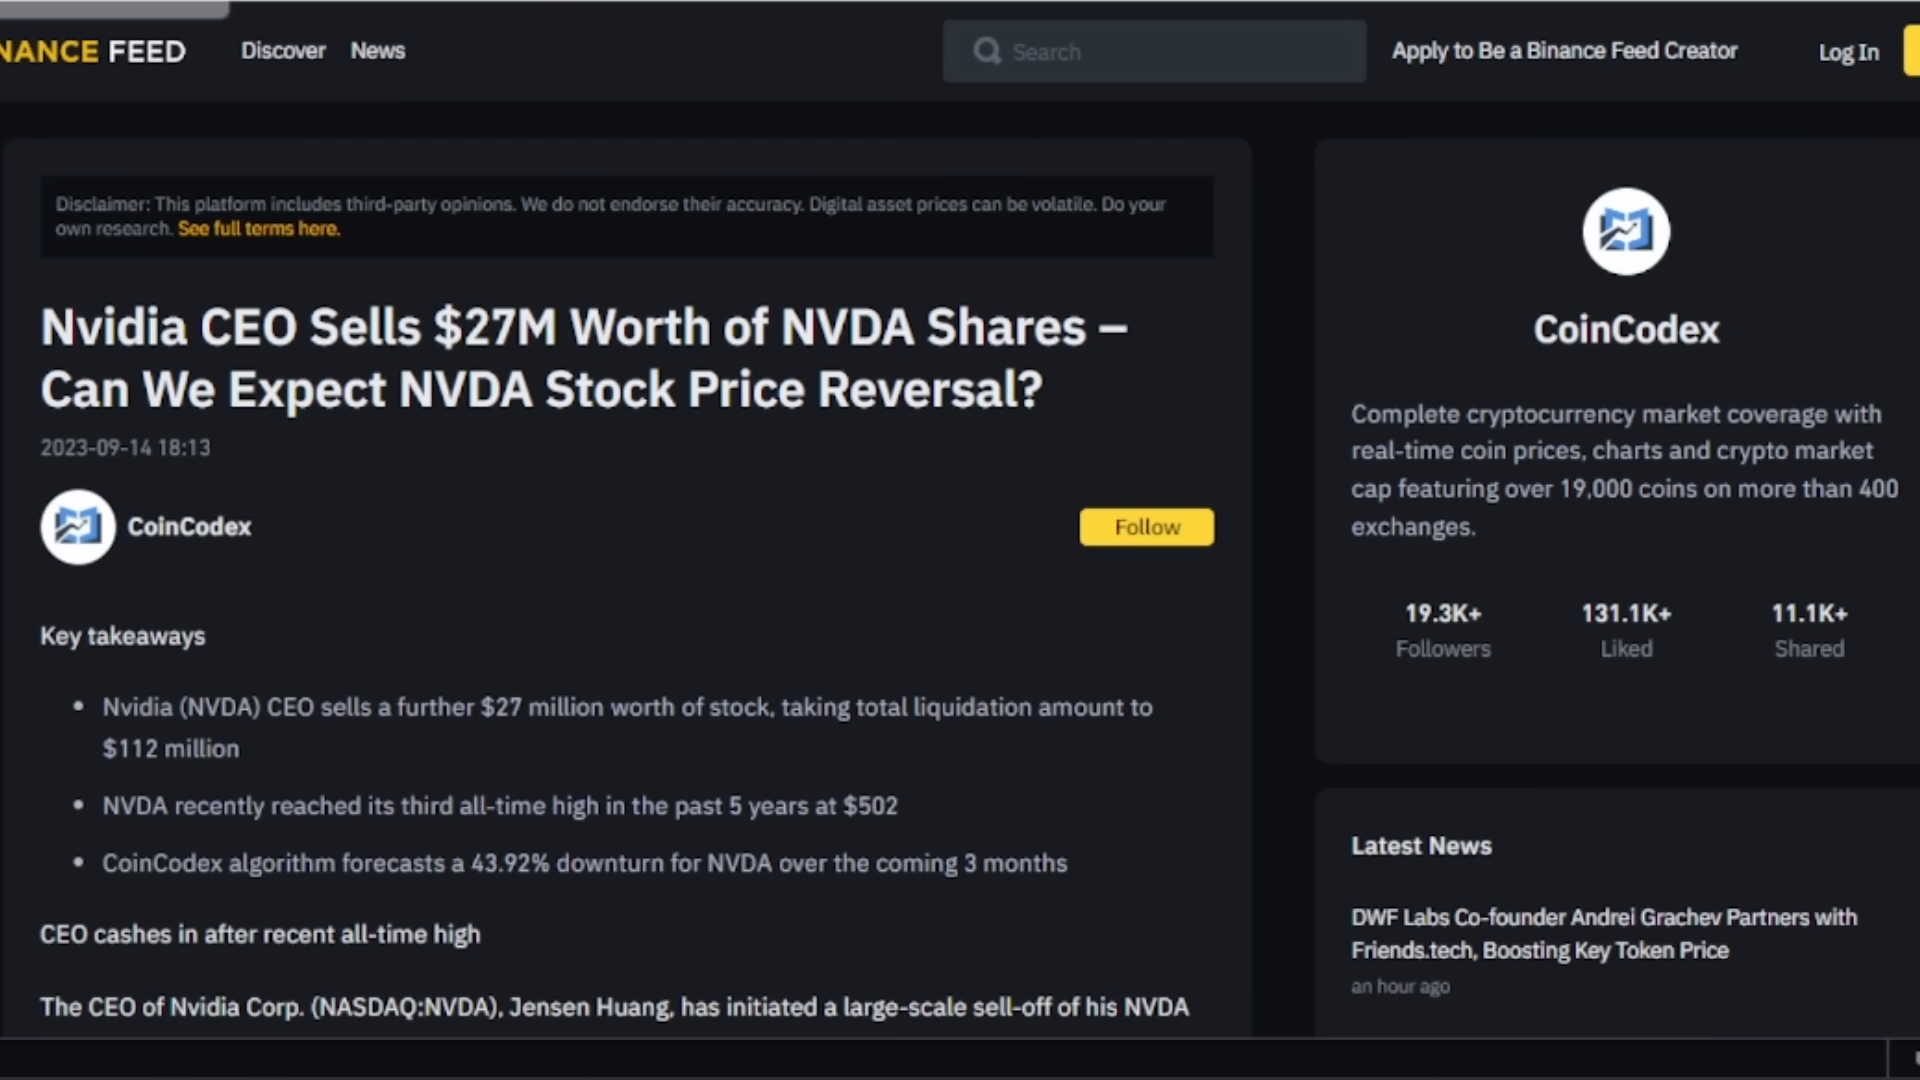 NANCE FEED
Discover
News
Search
Apply to Be a Binance Feed Creator
Log In
Disclaimer: This platform includes third-party opinions. We do not endorse their accuracy. Digital asset prices can be volatile. Do your
own research. See full terms here.
Nvidia CEO Sells $27M Worth of NVDA Shares –
Can We Expect NVDA Stock Price Reversal?
2023-09-14 18:13
CoinCodex
Follow
Key takeaways
• Nvidia (NVDA) CEO sells a further $27 million worth of stock, taking total liquidation amount to
$112 million
• NVDA recently reached its third all-time high in the past 5 years at $502
• CoinCodex algorithm forecasts a 43.92% downturn for NVDA over the coming 3 months
CEO cashes in after recent all-time high
The CEO of Nvidia Corp. (NASDAQ:NVDA), Jensen Huang, has initiated a large-scale sell-off of his NVDA
CoinCodex
Complete cryptocurrency market coverage with
real-time coin prices, charts and crypto market
cap featuring over 19,000 coins on more than 400
exchanges.
19.3K+ 131.1K+ 11.1K+
Followers Liked Shared
Latest News
DWF Labs Co-founder Andrei Grachev Partners with
Friends.tech, Boosting Key Token Price
an hour ago